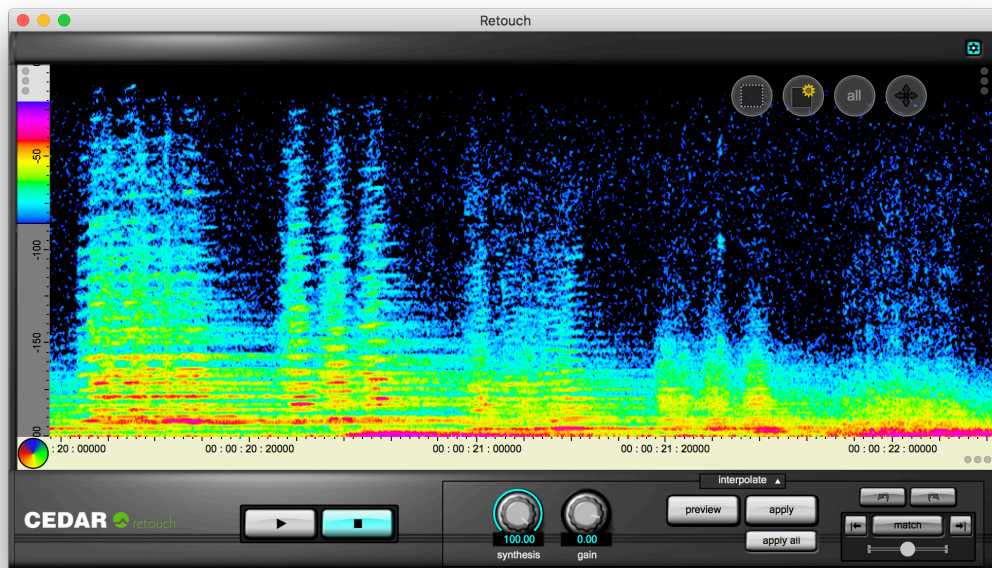 Retouch
all
0
-50
-100
-150
:20 : 00000
00 : 00 : 20 : 20000
00 : 00 : 21 : 00000
00 : 00 : 21 : 20000
00 : 00 : 22 : 00000
interpolate ▲
CEDAR retouch
100.00
0.00
synthesis
gain
preview
apply
apply all
match